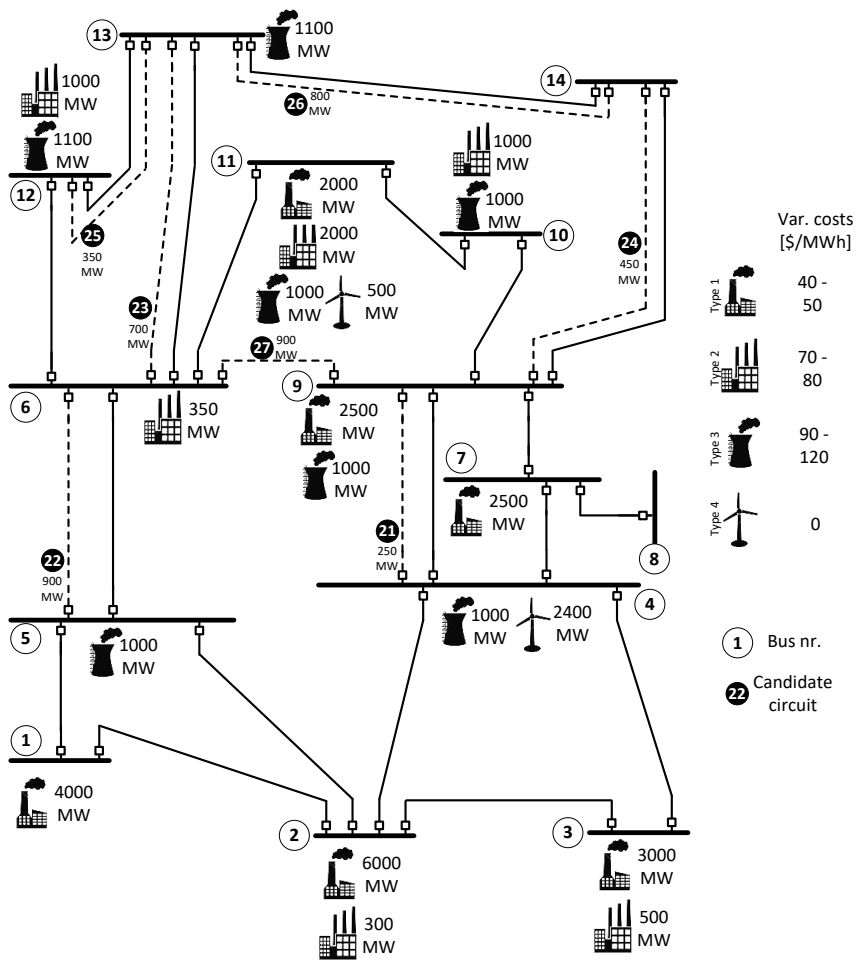 13
1100
MW
1000
MW
1100
MW
12
14
26
800
MW
11
2000
MW
2000
MW
1000
MW
500
MW
1000
MW
1000
MW
10
25
350
MW
23
700
MW
24
450
MW
27
900
MW
6
350
MW
9
2500
MW
1000
MW
7
2500
MW
8
22
900
MW
21
250
MW
4
1000
MW
2400
MW
5
1000
MW
1
4000
MW
2
6000
MW
300
MW
3
3000
MW
500
MW
Var. costs
[$/MWh]
Type 1
40 -
50
Type 2
70 -
80
Type 3
90 -
120
Type 4
0
1 Bus nr.
22 Candidate
circuit